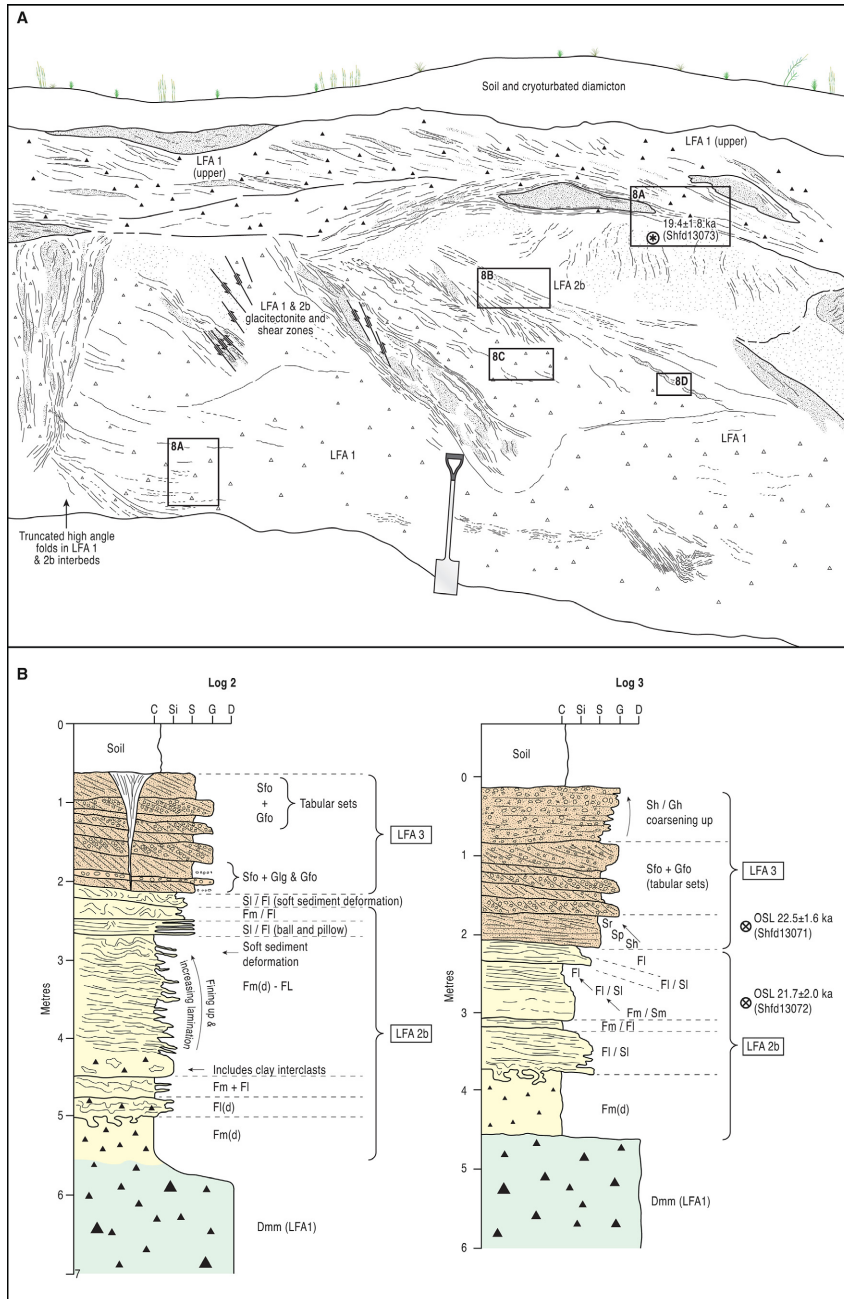 A
Soil and cryoturbated diamicton
LFA 1
(upper)
LFA 1 (upper)
8A
19.4±1.8 ka
(Shfd13073)
8B
LFA 2b
LFA 1 & 2b
glacitectonite and
shear zones
8C
8D
8A
LFA 1
LFA 1
Truncated high angle
folds in LFA 1
& 2b interbeds
B
Log 2
C Si S G D
0
Soil
1
Sfo
+
Gfo
Tabular sets
LFA 3
2
Sfo + Glg & Gfo
Sl / Fl (soft sediment deformation)
Fm / Fl
Sl / Fl (ball and pillow)
Soft sediment
deformation
3
Metres
Fining up &
increasing lamination
Fm(d) - FL
LFA 2b
4
Includes clay interclasts
Fm + Fl
Fl(d)
5
Fm(d)
6
Dmm (LFA1)
7
Log 3
C Si S G D
Soil
0
Sh / Gh
coarsening up
1
LFA 3
Sfo + Gfo
(tabular sets)
Sr
Sp
Sh
OSL 22.5±1.6 ka
(Shfd13071)
2
Fl
Fl
Fl / Sl
Fl / Sl
Metres
Fm / Sm
OSL 21.7±2.0 ka
(Shfd13072)
3
Fm / Fl
Fl / Sl
LFA 2b
4
Fm(d)
5
Dmm (LFA1)
6